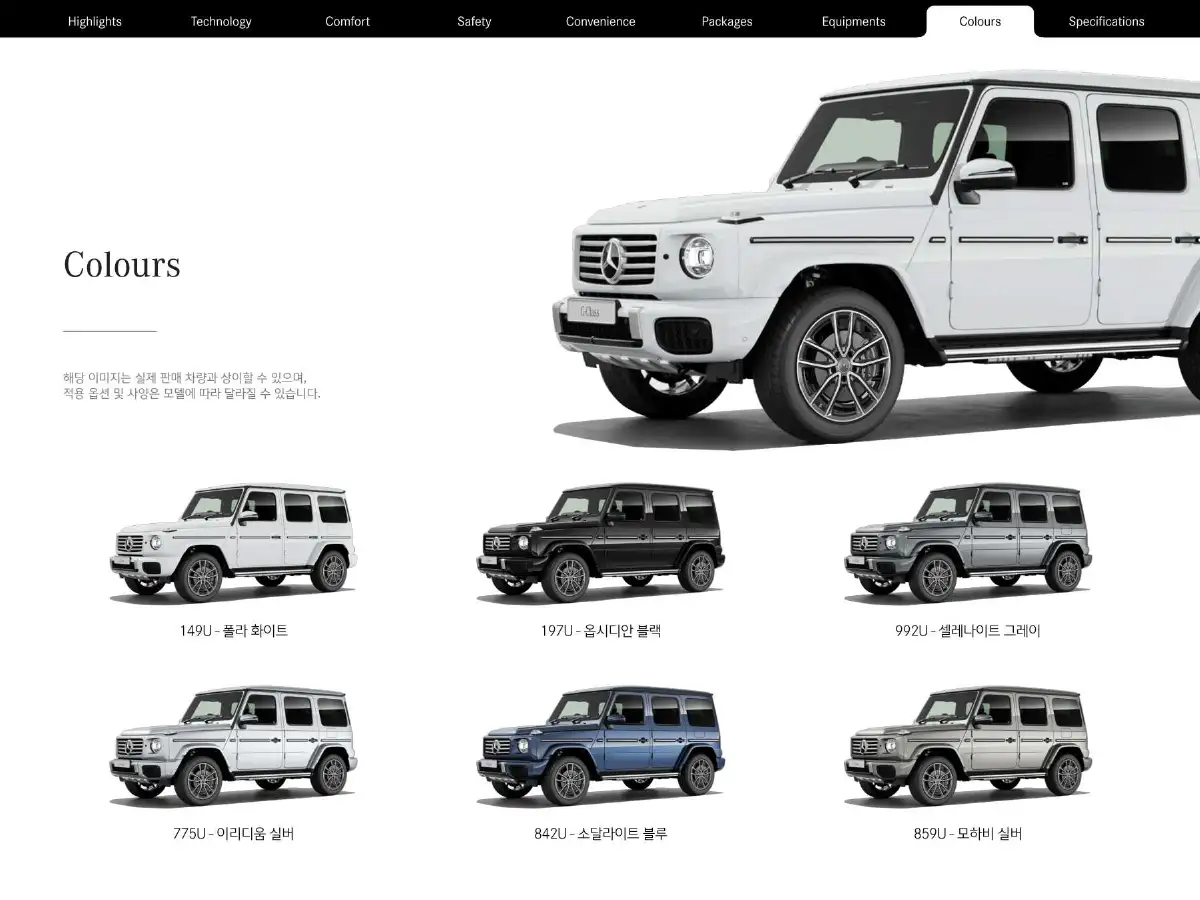 Highlights
Technology
Comfort
Safety
Convenience
Packages
Equipments
Colours
Specifications
Colours
해당 이미지는 실제 판매 차량과 상이할 수 있으며,
적용 옵션 및 사양은 모델에 따라 달라질 수 있습니다.
G-Class
149U - 폴라 화이트
197U - 옵시디안 블랙
992U - 셀레나이트 그레이
775U - 이리디움 실버
842U - 소달라이트 블루
859U - 모하비 실버